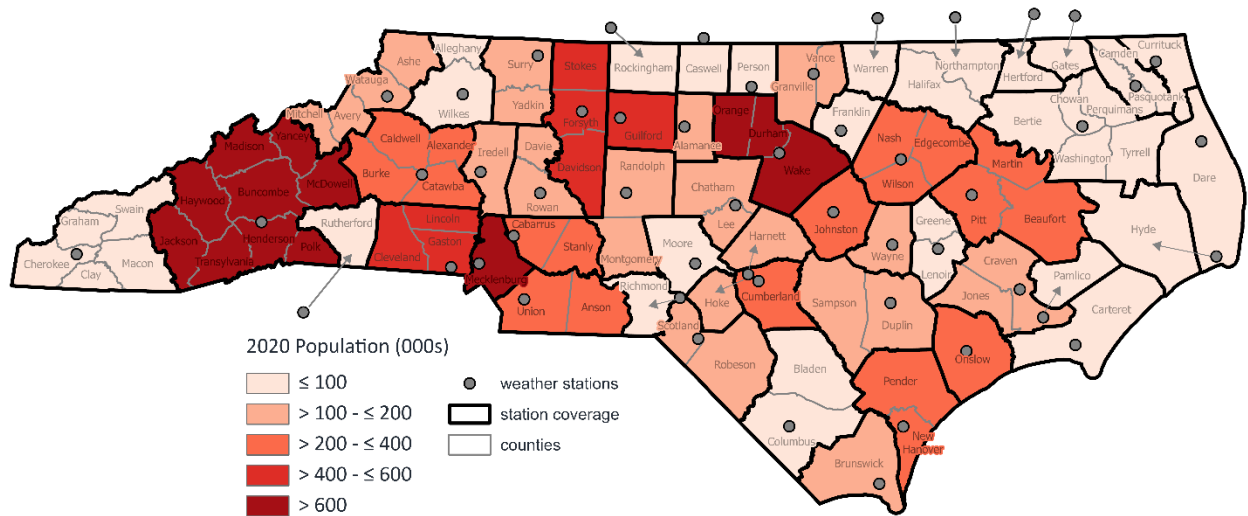 Alleghany
Ashe
Surry
Stokes
Rockingham
Caswell
Person
Vance
Granville
Warren
Northampton
Halifax
Hertford
Gates
Camden
Currituck
Pasquotank
Perquimans
Chowan
Bertie
Washington
Tyrrell
Dare
Watauga
Mitchell
Avery
Wilkes
Yadkin
Forsyth
Guilford
Alamance
Orange
Durham
Franklin
Nash
Edgecombe
Martin
Yancey
Madison
Caldwell
Alexander
Iredell
Davie
Davidson
Randolph
Chatham
Wake
Wilson
Pitt
Beaufort
Hyde
Buncombe
McDowell
Burke
Catawba
Rowan
Haywood
Swain
Graham
Rutherford
Lincoln
Cabarrus
Stanly
Lee
Harnett
Johnston
Greene
Wayne
Craven
Jackson
Henderson
Polk
Transylvania
Cherokee
Clay
Macon
Cleveland
Gaston
Mecklenburg
Montgomery
Moore
Lenoir
Pamlico
Jones
Carteret
Union
Anson
Richmond
Hoke
Cumberland
Sampson
Duplin
Onslow
Scotland
Robeson
Bladen
Pender
Columbus
New
Hanover
Brunswick
2020 Population (000s)
≤ 100
> 100 - ≤ 200
> 200 - ≤ 400
> 400 - ≤ 600
> 600
weather stations
station coverage
counties